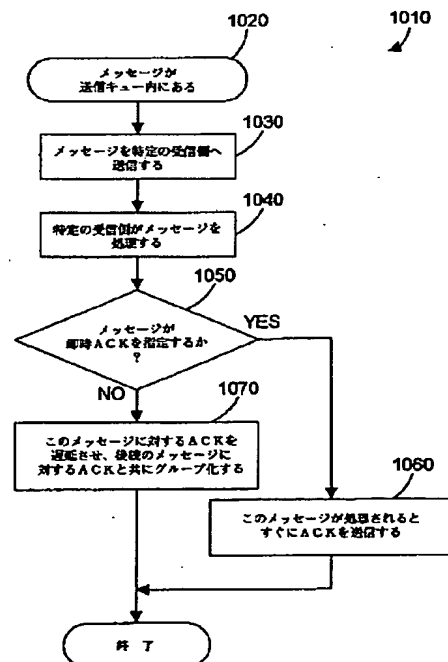 1010
1020
メッセージが
送信キュー内にある
1030
メッセージを特定の受信側へ
送信する
1040
特定の受信側がメッセージを
処理する
1050
メッセージが
即時ACKを指定するか
?
YES
NO
1070
このメッセージに対するACKを
遅延させ、後続のメッセージに
対するACKと共にグループ化する
1060
このメッセージが処理されると
すぐにACKを送信する
終了